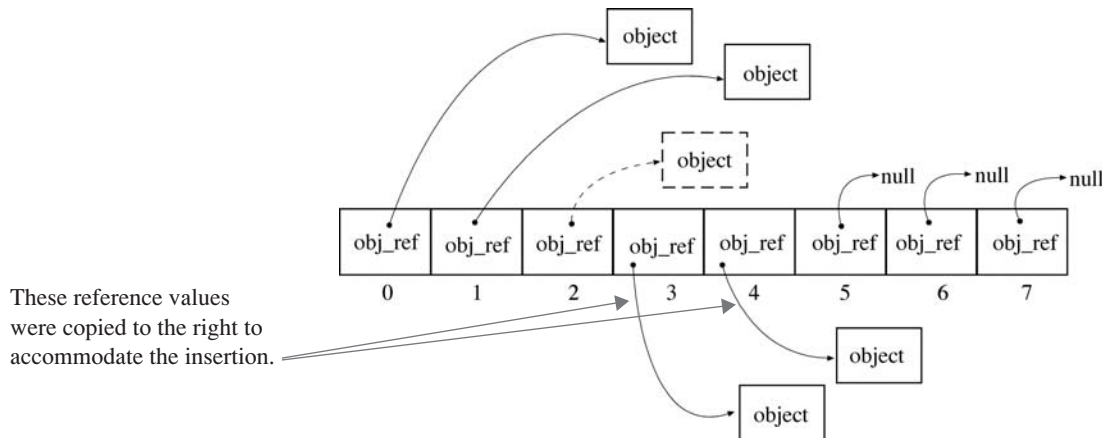 object
object
object
null
null
null
obj_ref
obj_ref
obj_ref
obj_ref
obj_ref
obj_ref
obj_ref
obj_ref
0
1
2
3
4
5
6
7
These reference values
were copied to the right to
accommodate the insertion.
object
object